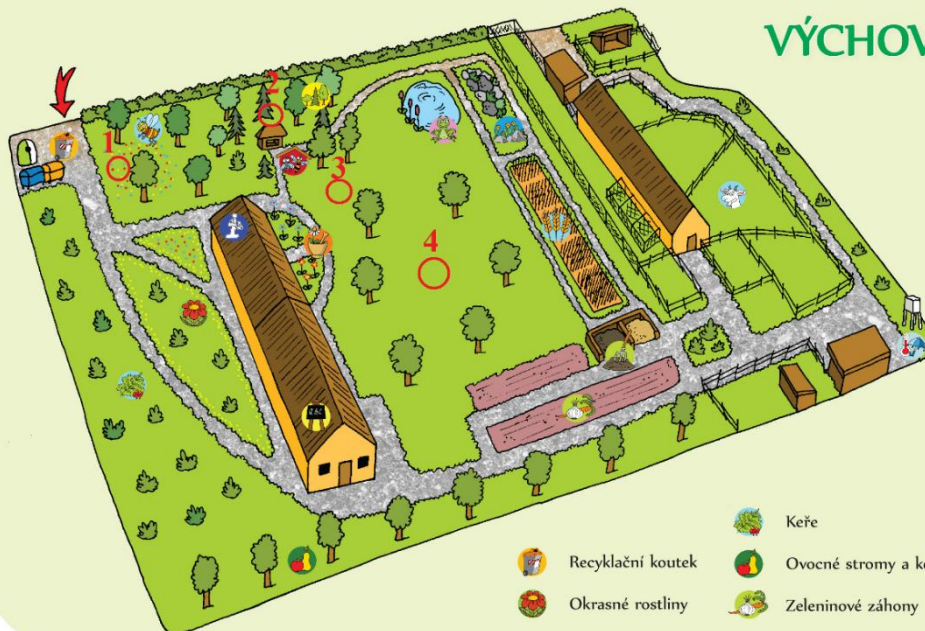 VÝCHOV
1
2
3
4
Keře
Recyklační koutek
Ovocné stromy a k
Okrasné rostliny
Zeleninové záhony